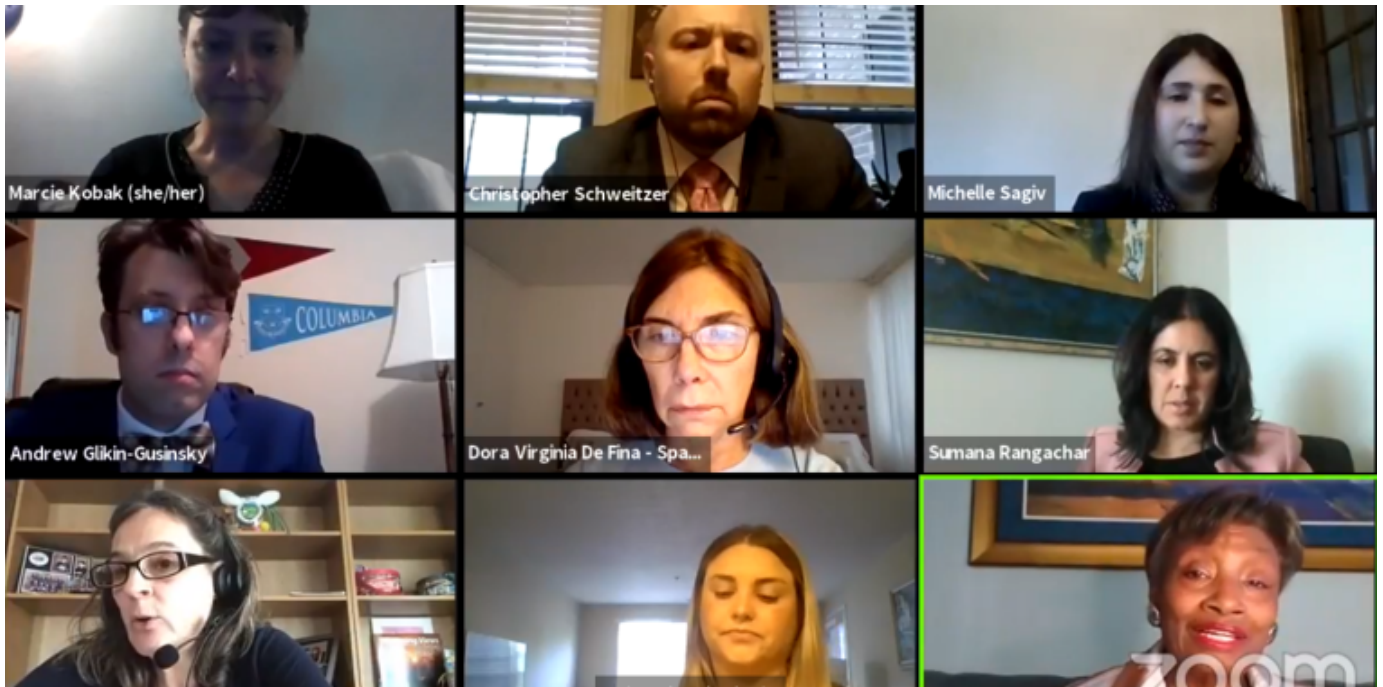 Marcie Kobak (she/her)
Christopher Schweitzer
Michelle Sagiv
COLUMBIA
Andrew Glikin-Gusinsky
Dora Virginia De Fina - Spa...
Sumana Rangachar
zoom